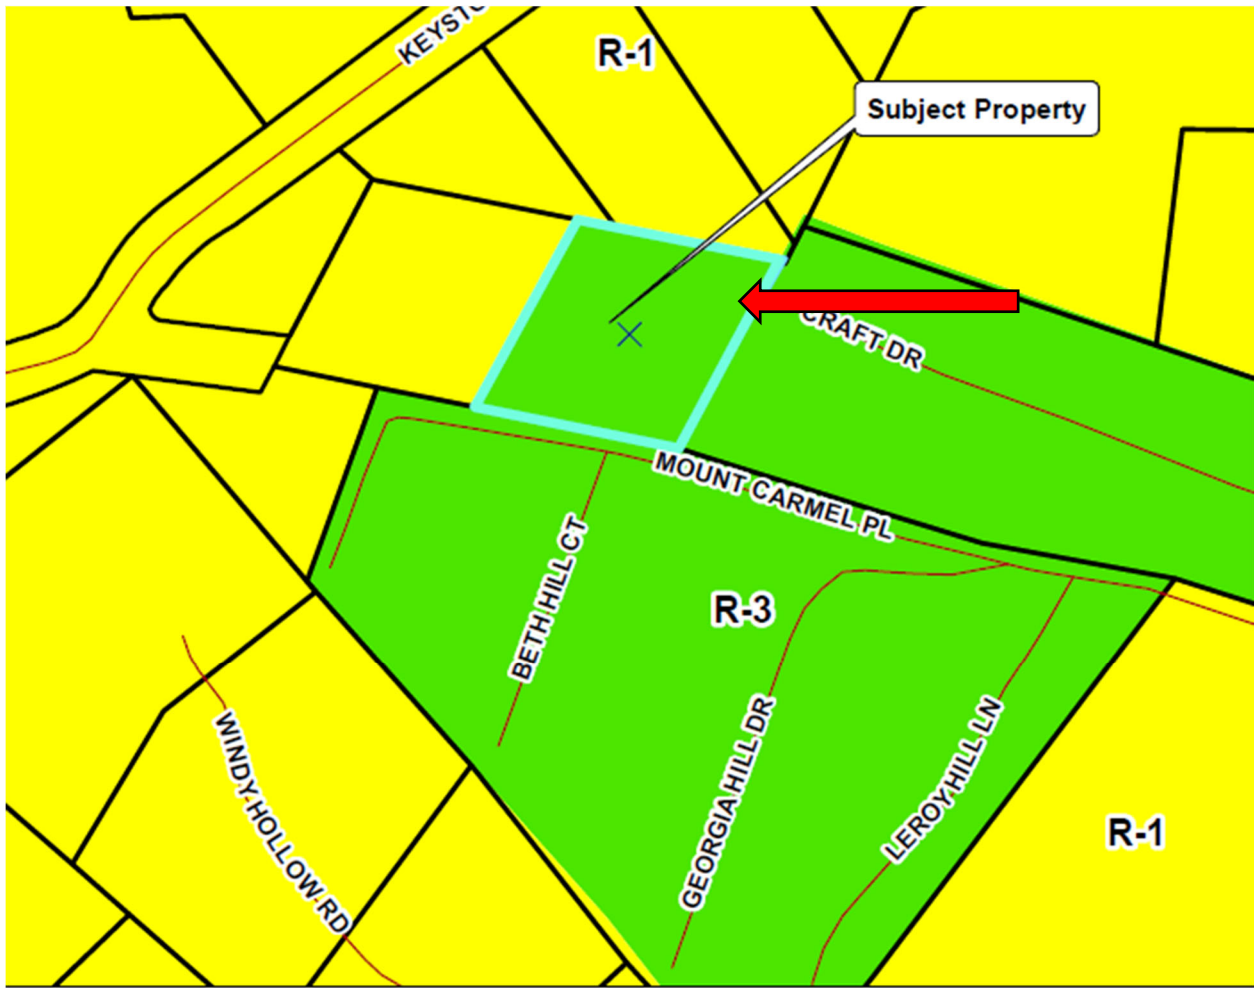 KEYSTO
R-1
Subject Property
CRAFT DR
MOUNT CARMEL PL
BETH HILL CT
R-3
GEORGIA HILL DR
LEROY HILL LN
WINDY HOLLOW RD
R-1